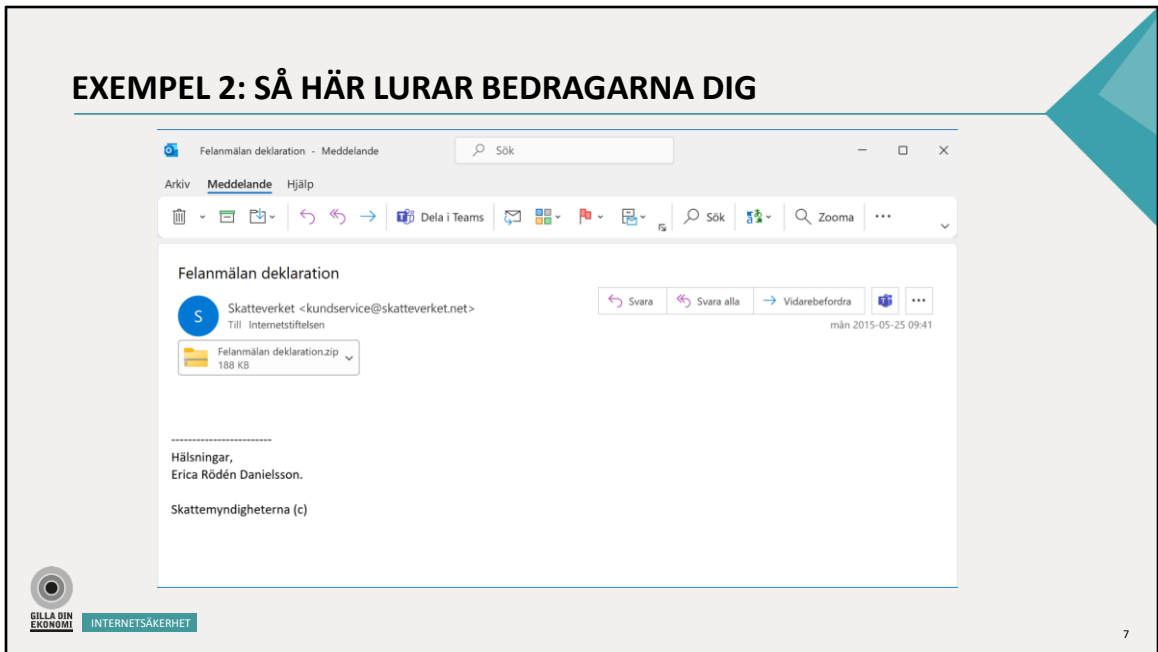 EXEMPEL 2: SÅ HÄR LURAR BEDRAGARNA DIG
Felanmälan deklaration - Meddelande
Sök
Arkiv Meddelande Hjälp
Dela i Teams Sök Zooma
Felanmälan deklaration
S
Skatteverket <kundservice@skatteverket.net>
Till Internetstiftelsen
Svara Svara alla Vidarebefordra
mån 2015-05-25 09:41
Felanmälan deklaration.zip
188 KB
------------------------
Hälsningar,
Erica Rödén Danielsson.
Skattemyndigheterna (c)
GILLA DIN
EKONOMI
INTERNETSÄKERHET
7